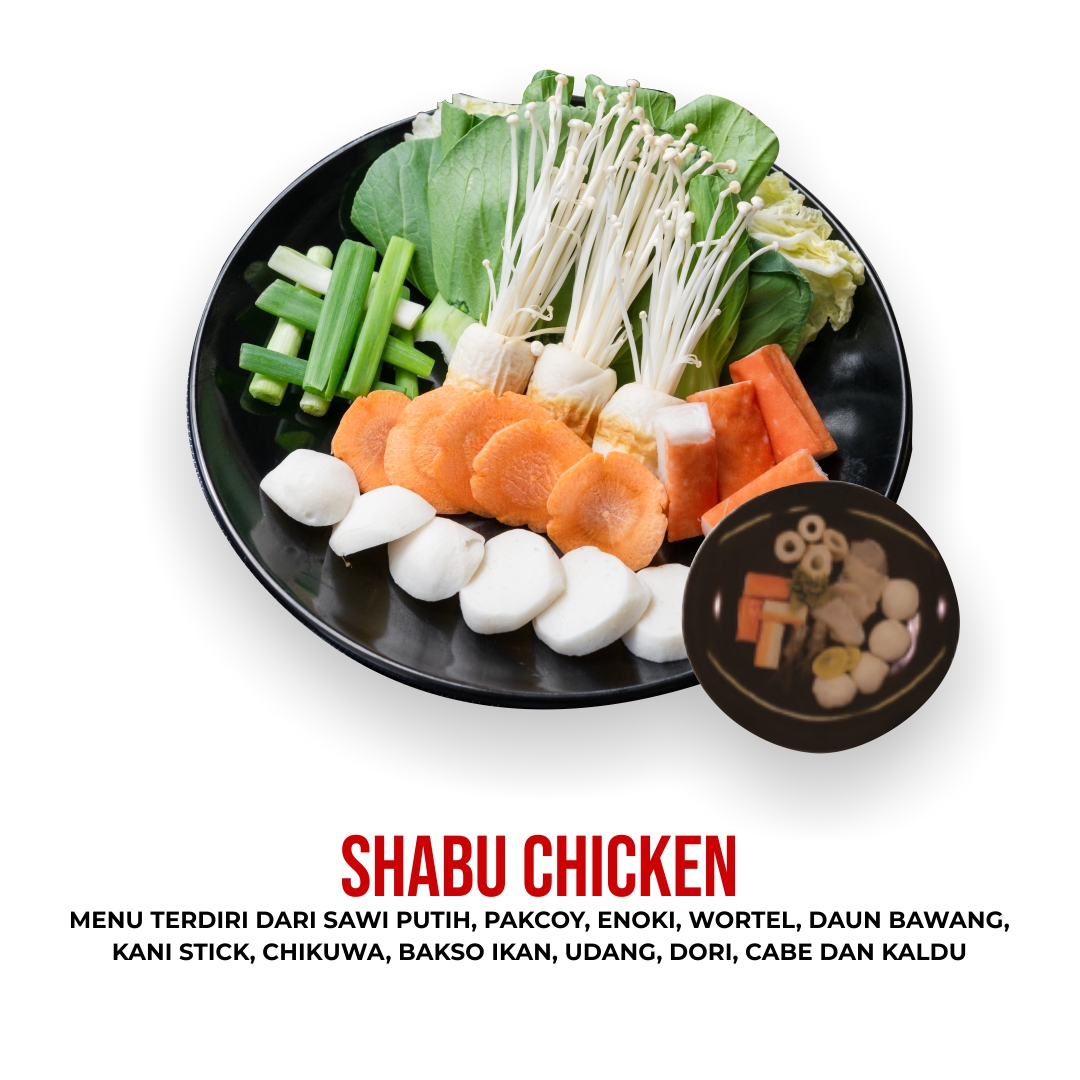 SHABU CHICKEN
MENU TERDIRI DARI SAWI PUTIH, PAKCOY, ENOKI, WORTEL, DAUN BAWANG,
KANI STICK, CHIKUWA, BAKSO IKAN, UDANG, DORI, CABE DAN KALDU